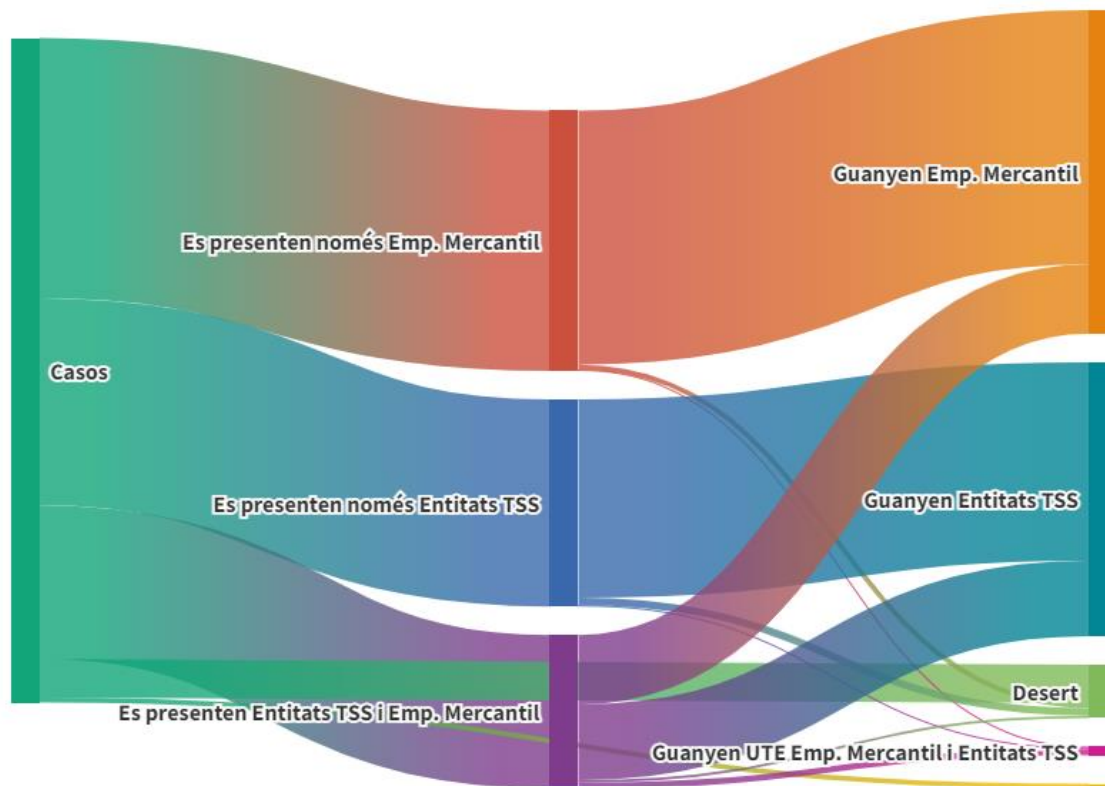 Guanyen Emp. Mercantil
Es presenten només Emp. Mercantil
Casos
Guanyen Entitats TSS
Es presenten només Entitats TSS
Desert
Es presenten Entitats TSS i Emp. Mercantil
Guanyen UTE Emp. Mercantil i Entitats TSS